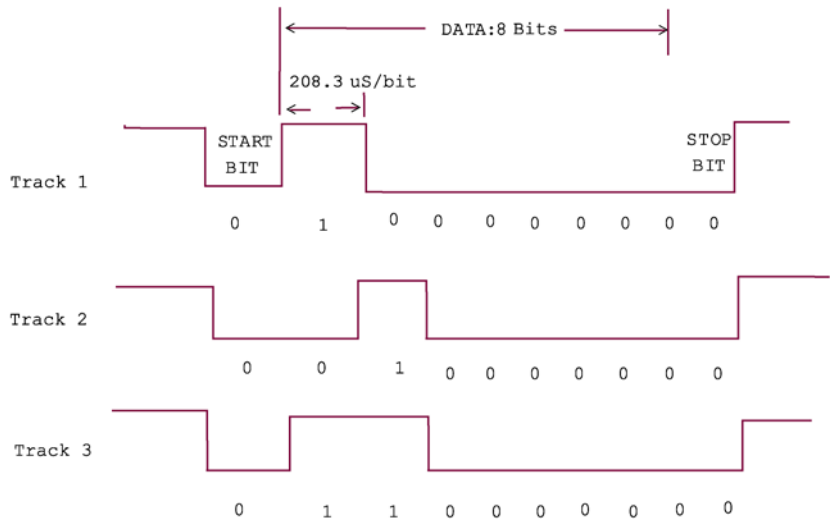 DATA:8 Bits
208.3 uS/bit
START
BIT
STOP
BIT
Track 1
0 1 0 0 0 0 0 0 0 0
Track 2
0 0 1 0 0 0 0 0 0 0
Track 3
0 1 1 0 0 0 0 0 0 0